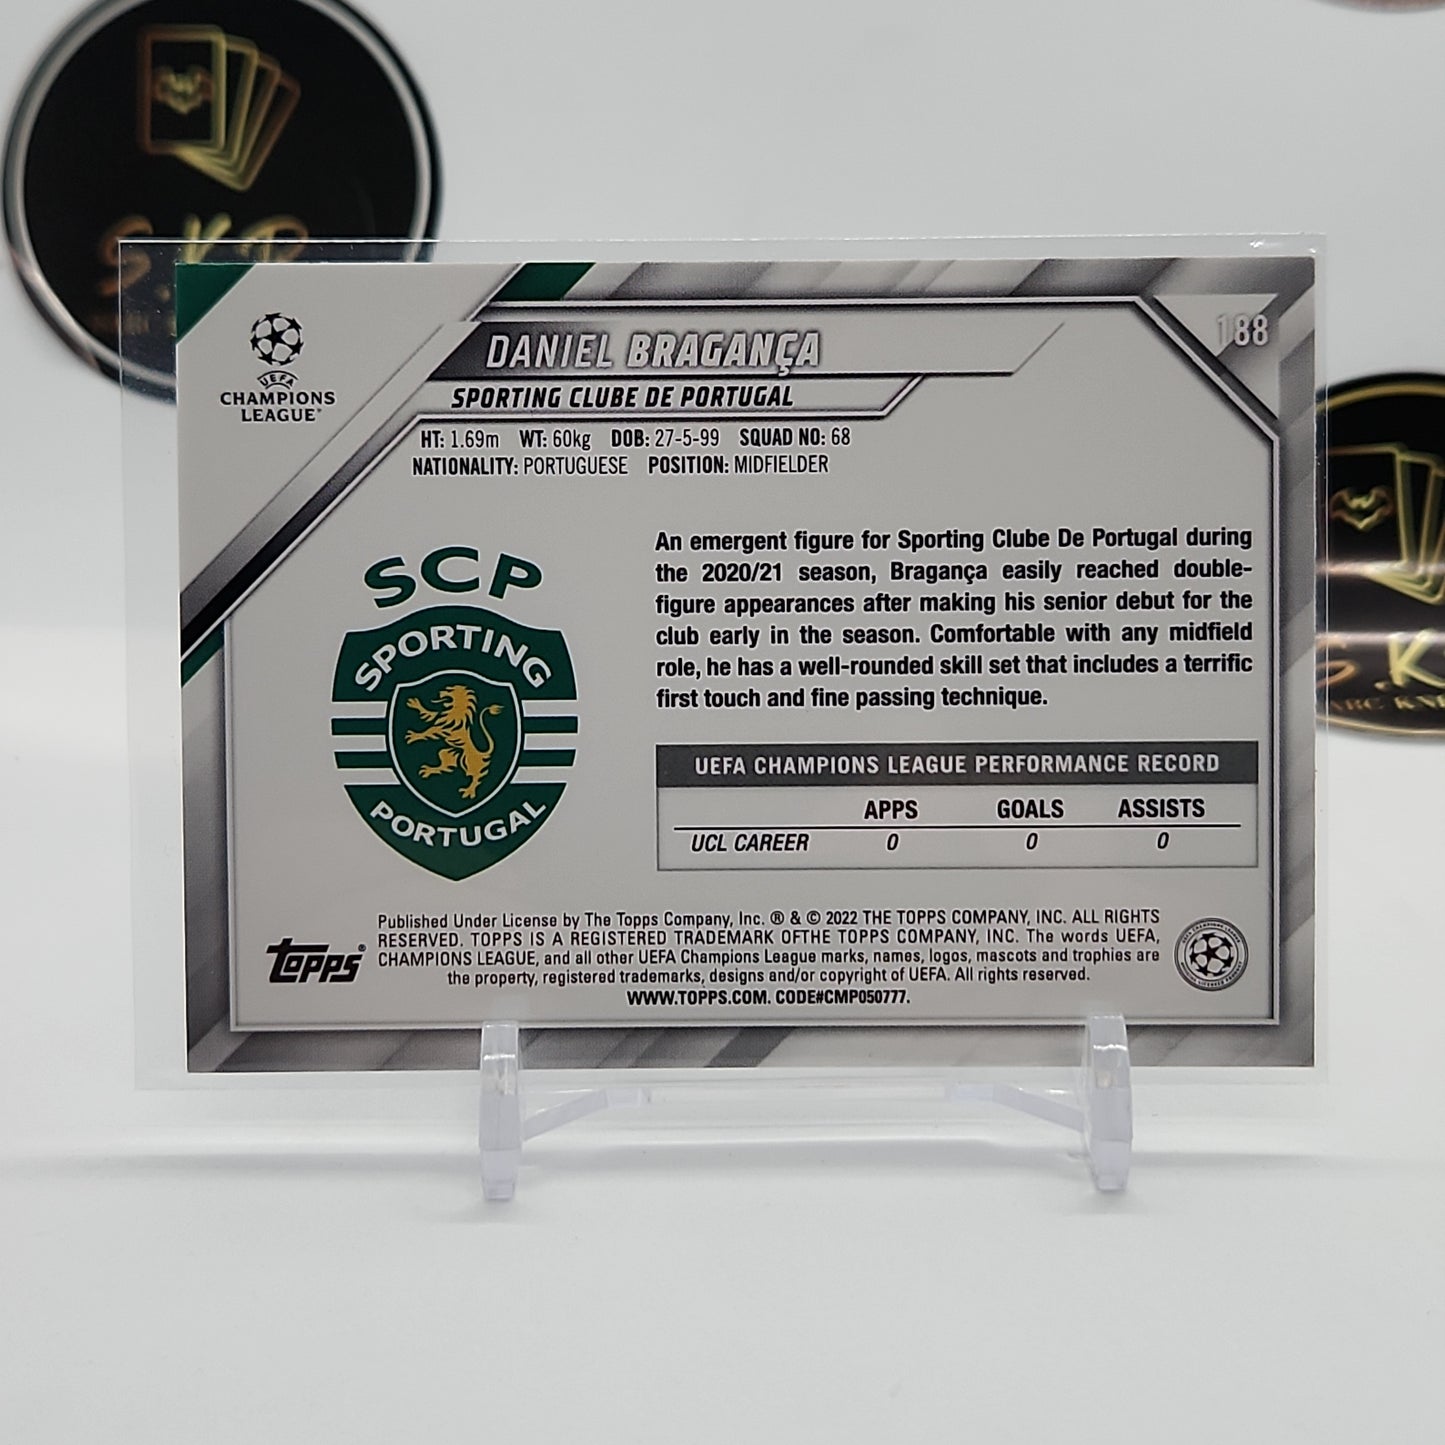 S.K.R
188
DANIEL BRAGANÇA
UEFA
CHAMPIONS
LEAGUE
SPORTING CLUBE DE PORTUGAL
HT: 1.69m WT: 60kg DOB: 27-5-99 SQUAD NO: 68
NATIONALITY: PORTUGUESE POSITION: MIDFIELDER
SCP
SPORTING
PORTUGAL
An emergent figure for Sporting Clube De Portugal during
the 2020/21 season, Bragança easily reached double-
figure appearances after making his senior debut for the
club early in the season. Comfortable with any midfield
role, he has a well-rounded skill set that includes a terrific
first touch and fine passing technique.
UEFA CHAMPIONS LEAGUE PERFORMANCE RECORD
APPS GOALS ASSISTS
UCL CAREER 0 0 0
Topps®
Published Under License by The Topps Company, Inc. ® & © 2022 THE TOPPS COMPANY, INC. ALL RIGHTS
RESERVED. TOPPS IS A REGISTERED TRADEMARK OFTHE TOPPS COMPANY, INC. The words UEFA,
CHAMPIONS LEAGUE, and all other UEFA Champions League marks, names, logos, mascots and trophies are
the property, registered trademarks, designs and/or copyright of UEFA. All rights reserved.
WWW.TOPPS.COM. CODE#CMP050777.